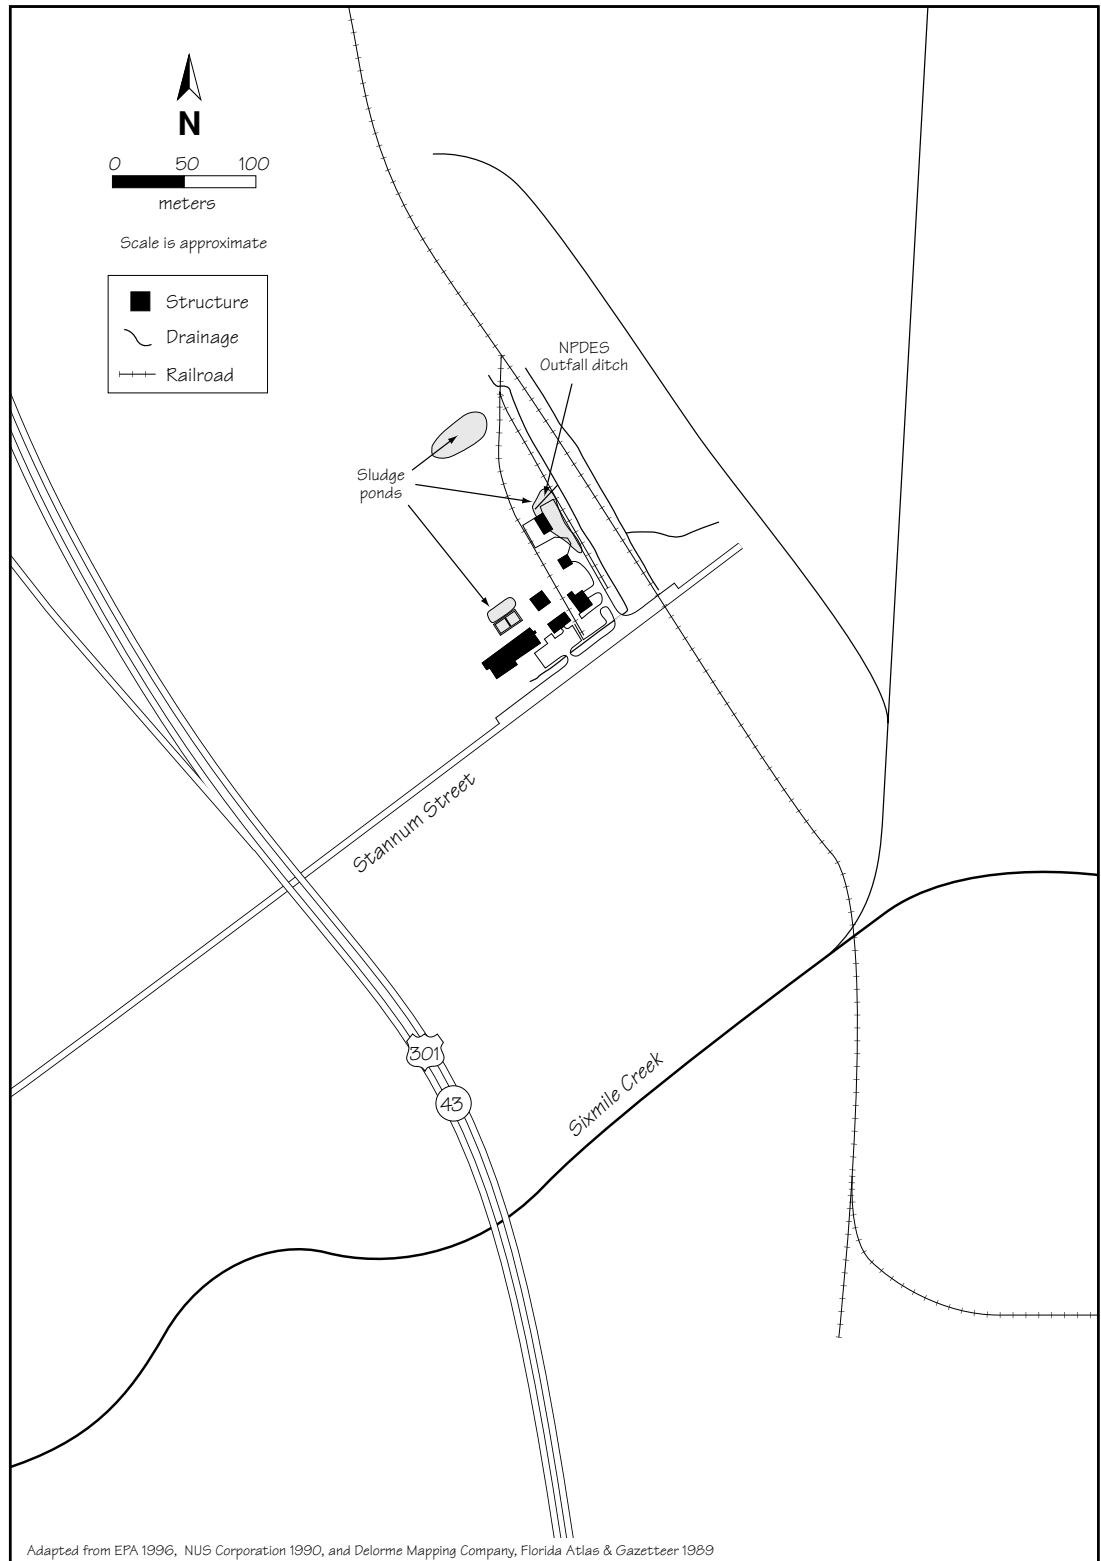 N
0 50 100
meters
Scale is approximate
Structure
Drainage
Railroad
NPDES
Outfall ditch
Sludge
ponds
Stannum Street
301
43
Sixmile Creek
Adapted from EPA 1996, NUS Corporation 1990, and Delorme Mapping Company, Florida Atlas & Gazetteer 1989